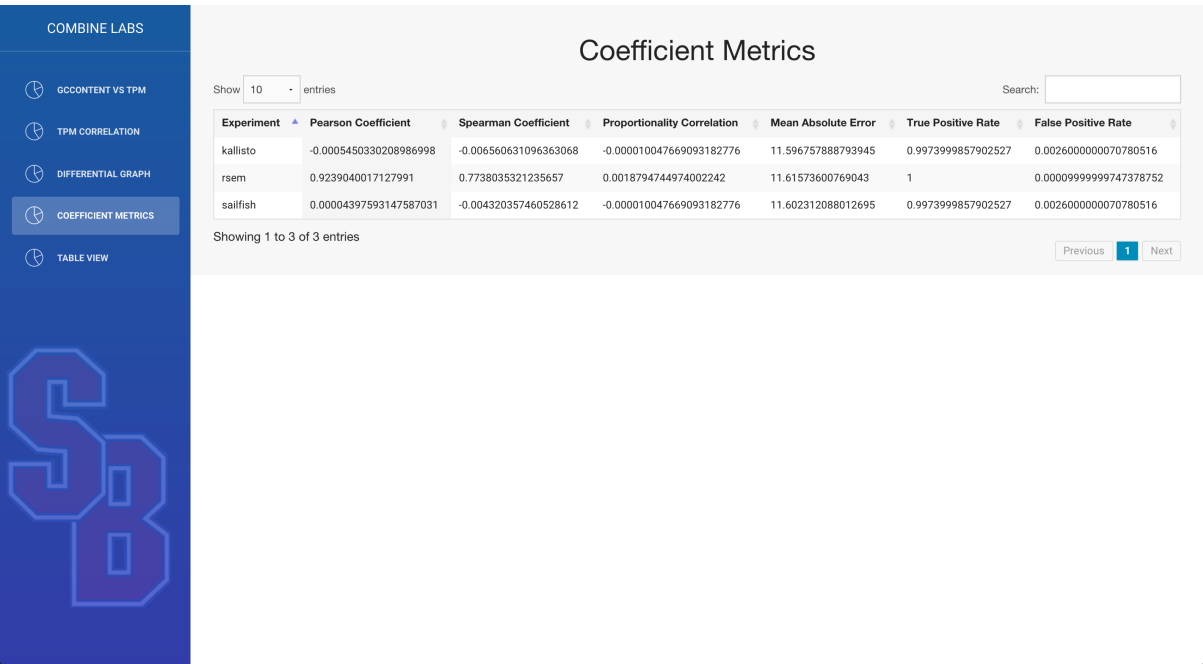 COMBINE LABS
GCCONTENT VS TPM
TPM CORRELATION
DIFFERENTIAL GRAPH
COEFFICIENT METRICS
TABLE VIEW
SB
Coefficient Metrics
Show 10 entries
Search:
Experiment Pearson Coefficient Spearman Coefficient Proportionality Correlation Mean Absolute Error True Positive Rate False Positive Rate
kallisto -0.0005450330208986998 -0.006560631096363068 -0.000010047669093182776 11.596757888793945 0.9973999857902527 0.0026000000070780516
rsem 0.9239040017127991 0.7738035321235657 0.0018794744974002242 11.61573600769043 1 0.00009999999747378752
sailfish 0.00004397593147587031 -0.004320357460528612 -0.000010047669093182776 11.602312088012695 0.9973999857902527 0.0026000000070780516
Showing 1 to 3 of 3 entries
Previous 1 Next